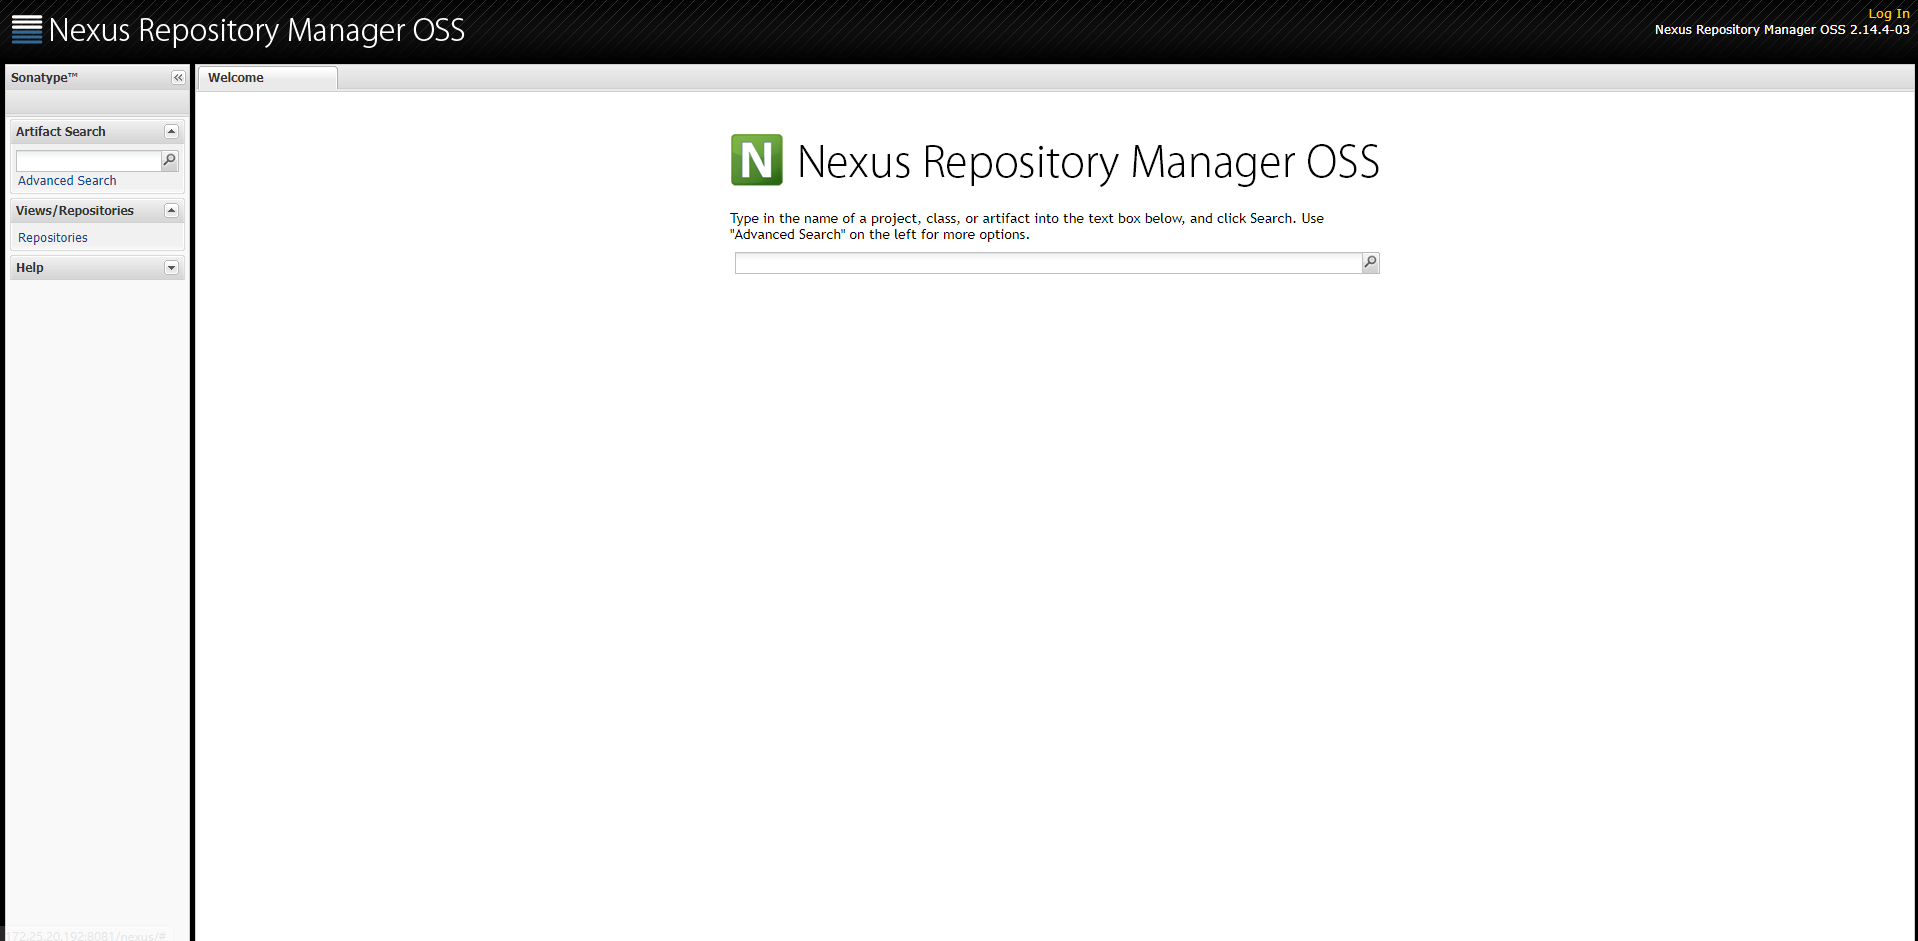 Nexus Repository Manager OSS
Log In
Nexus Repository Manager OSS 2.14.4-03
Sonatype™
Welcome
Artifact Search
Advanced Search
Views/Repositories
Repositories
Help
N Nexus Repository Manager OSS
Type in the name of a project, class, or artifact into the text box below, and click Search. Use
"Advanced Search" on the left for more options.
172.25.20.192:8081/nexus/#